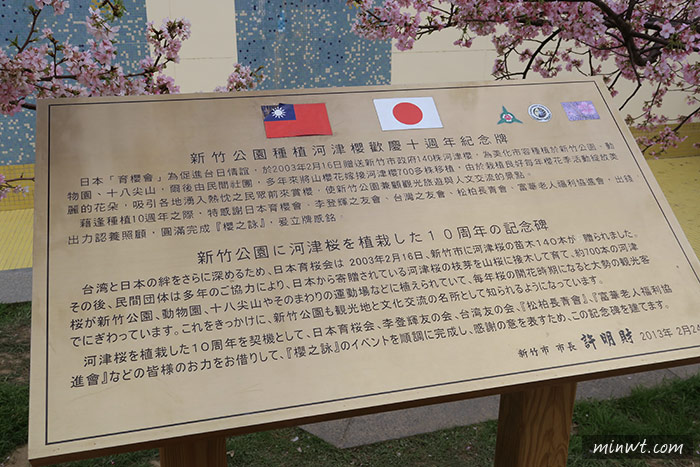 新竹公園種植河津櫻歡慶十週年紀念牌
日本「育櫻會」為促進台日情誼，於2003年2月16日贈送新竹市政府140株河津櫻，為美化市容種植於新竹公園、動
物園、十八尖山，爾後由民間社團，多年來將山櫻花嫁接河津櫻700多株移植，由於栽植良好每年櫻花季活動綻放美
麗的花朵，吸引各地湧入熱忱之民眾前來賞櫻，使新竹公園兼觀光旅遊與人文交流的景點。
藉逢種植10週年之際，特感謝日本育櫻會、李登輝之友會、台灣之友會、松柏長青會、富華老人福利協進會，出錢
出力認養照顧，圓滿完成『櫻之詠』，爰立牌感銘。
新竹公園に河津桜を植栽した１０周年の記念碑
台湾と日本の絆をさらに深めるため、日本育桜会は 2003年2月16日、新竹市に河津桜の苗木140本が 贈られました。
その後、民間団体は多年のご協力により、日本から寄贈されている河津桜の枝芽を山桜に接木して育て、約700本の河津
桜が新竹公園、動物園、十八尖山やそのまわりの運動場などに植えられていて、毎年桜の開花時期になると大勢の観光客
でにぎわっています。これをきっかけに、新竹公園も観光地と文化交流の名所として知られるようになっています。
河津桜を植栽した10周年を契機として、日本育桜会、李登輝友の会、台湾友の会、『松柏長青會』、『富華老人福利協
進會』などの皆様のお力をお借りして、『櫻之詠』のイベントを順調に完成し、感謝の意を表すため、この記念碑を建てます。
新竹市 市長 許明財 2013年 2月2
www.minwt.com